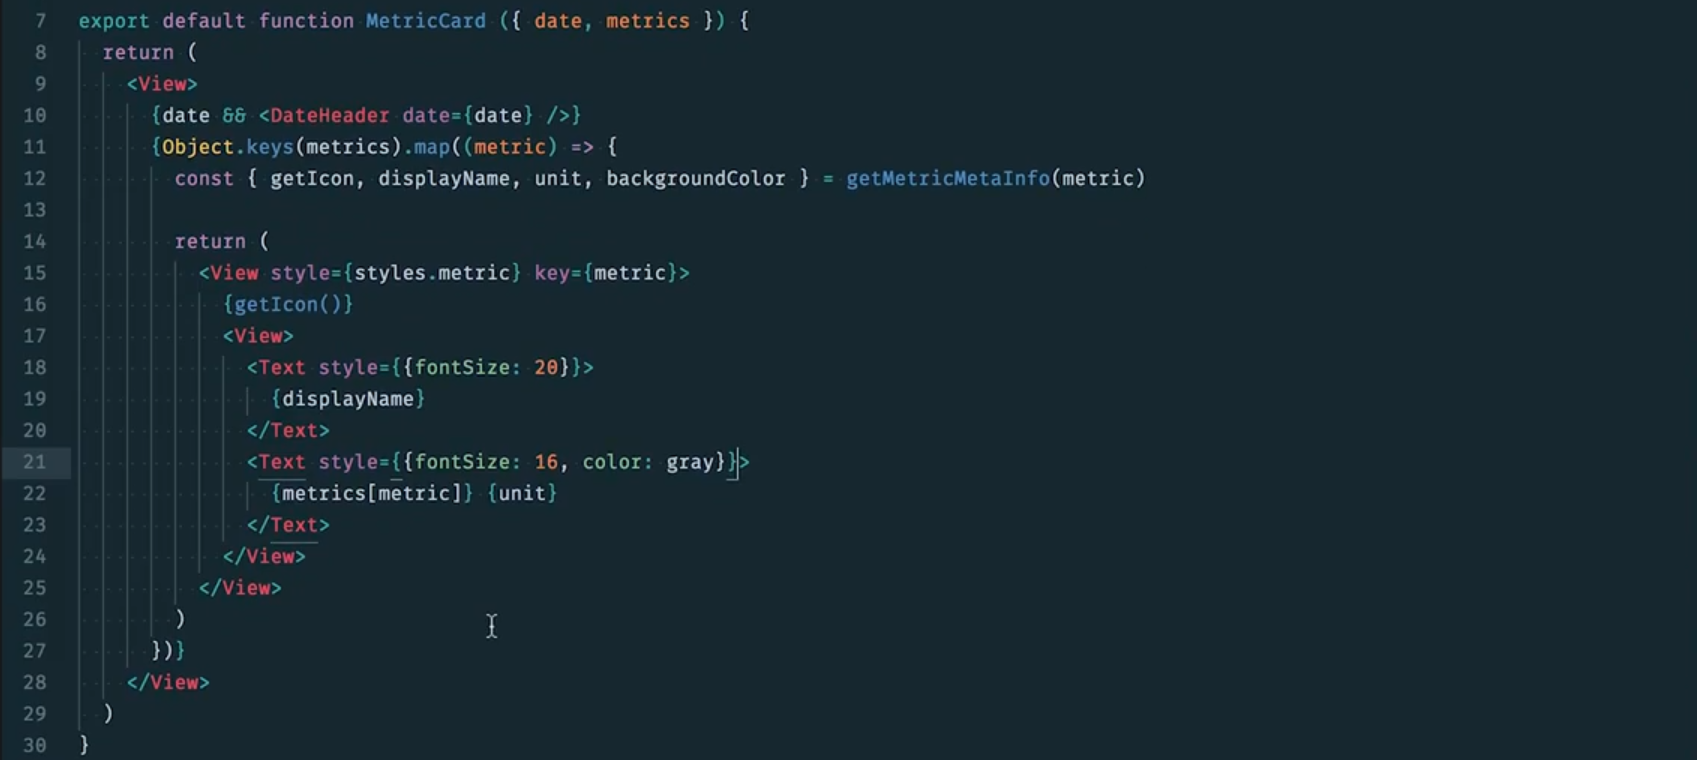 7 export default function MetricCard ({ date, metrics }) {
8   return (
9     <View>
10       {date && <DateHeader date={date} />}
11       {Object.keys(metrics).map((metric) => {
12         const { getIcon, displayName, unit, backgroundColor } = getMetricMetaInfo(metric)
13
14         return (
15           <View style={styles.metric} key={metric}>
16             {getIcon()}
17             <View>
18               <Text style={{fontSize: 20}}>
19                 {displayName}
20               </Text>
21               <Text style={{fontSize: 16, color: gray}}>
22                 {metrics[metric]} {unit}
23               </Text>
24             </View>
25           </View>
26         )
27       })}
28     </View>
29   )
30 }